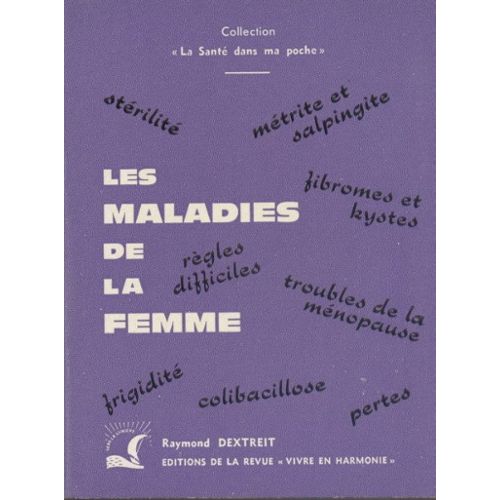 Collection
« La Santé dans ma poche »
stérilité
métrite et
salpingite
LES
MALADIES
DE
LA
FEMME
fibromes et
kystes
règles
difficiles
troubles de la
ménopause
frigidité
colibacillose
pertes
Raymond DEXTREIT
EDITIONS DE LA REVUE « VIVRE EN HARMONIE »